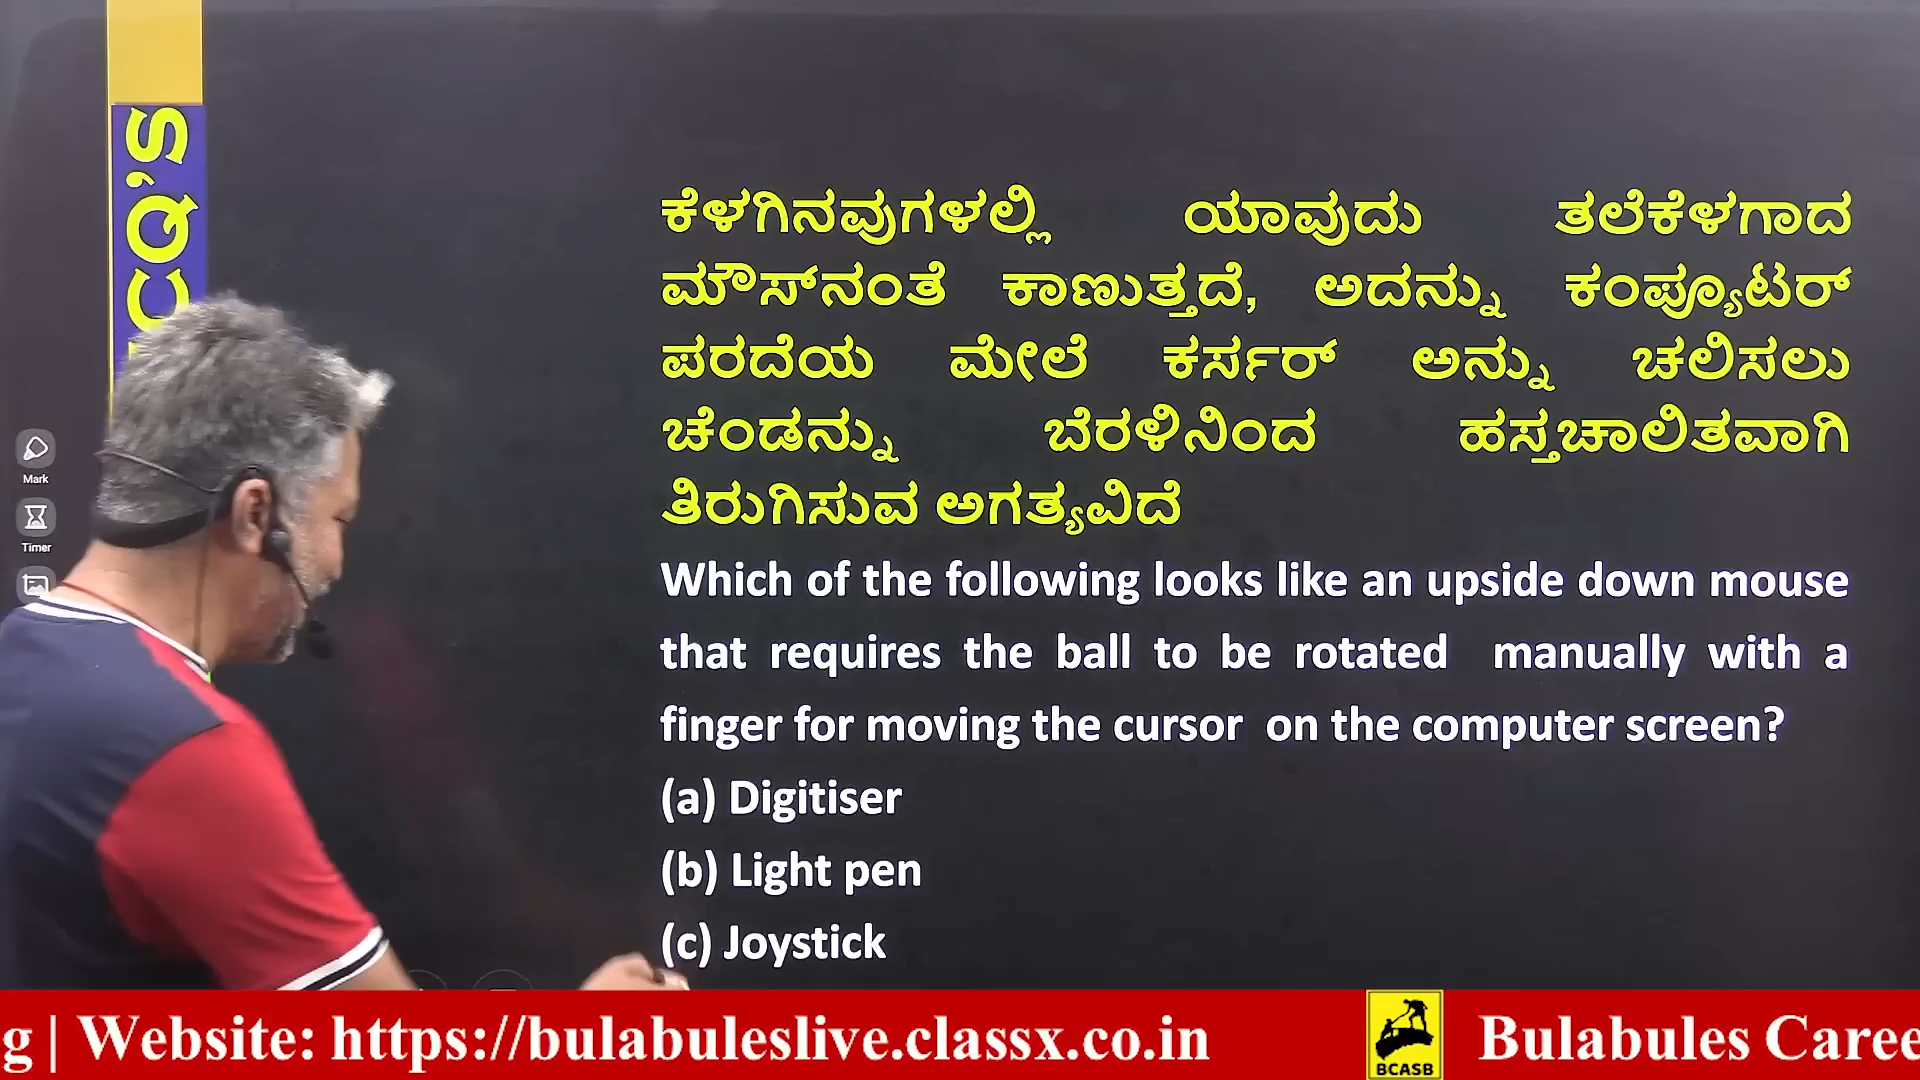 CQ'S
ಕೆಳಗಿನವುಗಳಲ್ಲಿ ಯಾವುದು ತಲೆಕೆಳಗಾದ
ಮೌಸ್‌ನಂತೆ ಕಾಣುತ್ತದೆ, ಅದನ್ನು ಕಂಪ್ಯೂಟರ್
ಪರದೆಯ ಮೇಲೆ ಕರ್ಸರ್ ಅನ್ನು ಚಲಿಸಲು
ಚೆಂಡನ್ನು ಬೆರಳಿನಿಂದ ಹಸ್ತಚಾಲಿತವಾಗಿ
ತಿರುಗಿಸುವ ಅಗತ್ಯವಿದೆ
Which of the following looks like an upside down mouse
that requires the ball to be rotated manually with a
finger for moving the cursor on the computer screen?
(a) Digitiser
(b) Light pen
(c) Joystick
Mark
Timer
g | Website: https://bulabuleslive.classx.co.in
BCASB
Bulabules Caree